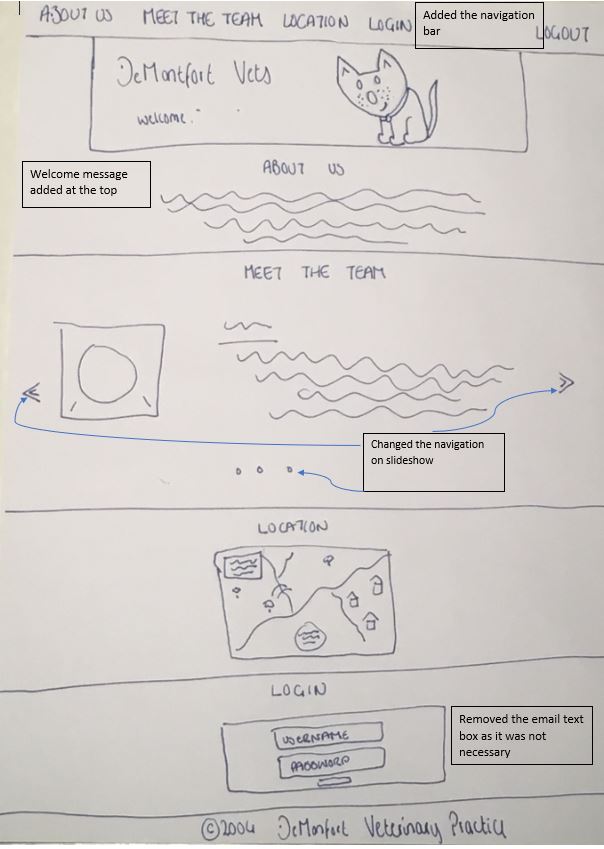 ABOUT US MEET THE TEAM LOCATION LOGIN LOGOUT
Added the navigation
bar
DeMontfort Vets
welcome."
Welcome message
added at the top
ABOUT US
MEET THE TEAM
Changed the navigation
on slideshow
LOCATION
LOGIN
USERNAME
PASSWORD
Removed the email text
box as it was not
necessary
©2004 DeMonfort Veterinary Practice